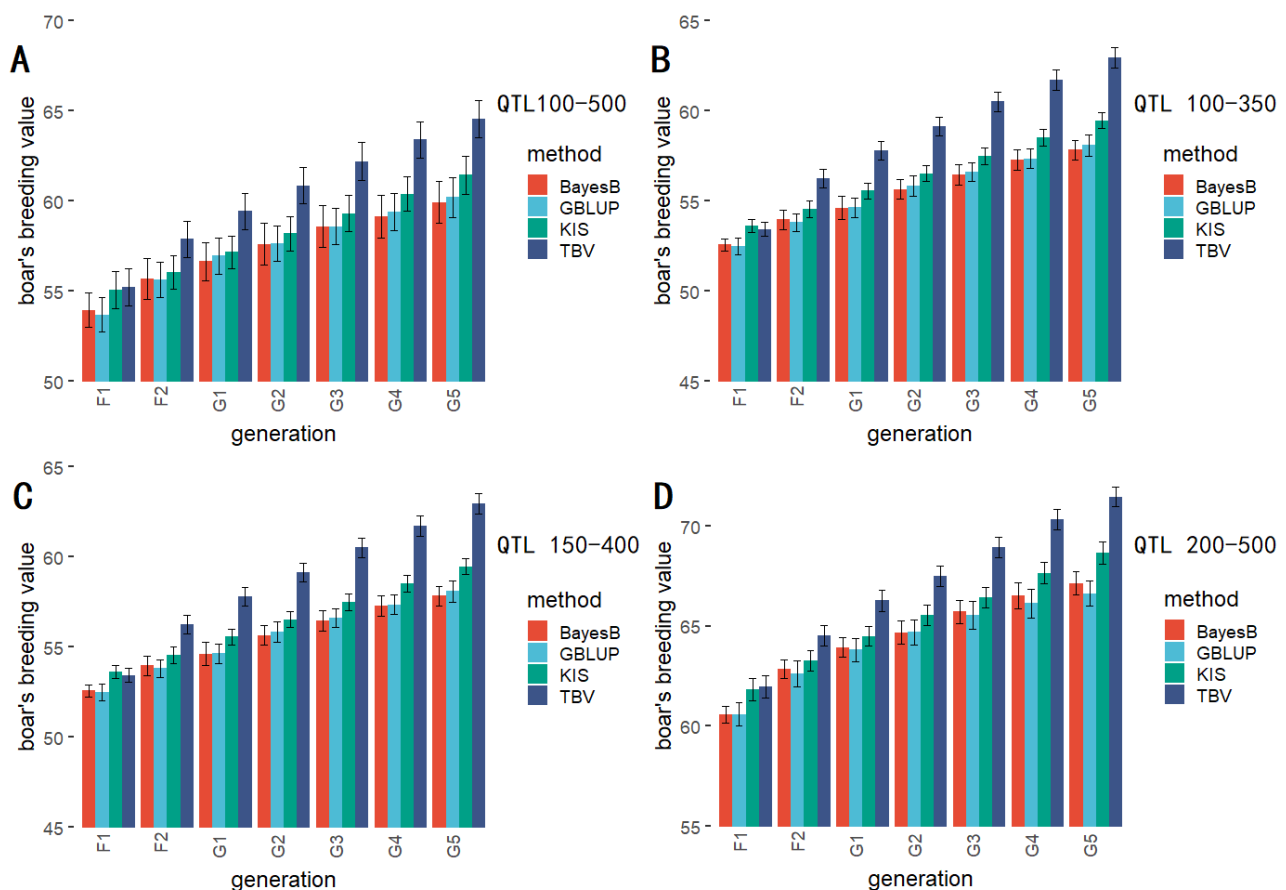 A
boar's breeding value
70
65
60
55
50
F1
F2
G1
G2
G3
G4
G5
generation
QTL100-500
method
BayesB
GBLUP
KIS
TBV
B
boar's breeding value
65
60
55
50
45
F1
F2
G1
G2
G3
G4
G5
generation
QTL 100-350
method
BayesB
GBLUP
KIS
TBV
C
boar's breeding value
65
60
55
50
45
F1
F2
G1
G2
G3
G4
G5
generation
QTL 150-400
method
BayesB
GBLUP
KIS
TBV
D
boar's breeding value
70
65
60
55
F1
F2
G1
G2
G3
G4
G5
generation
QTL 200-500
method
BayesB
GBLUP
KIS
TBV